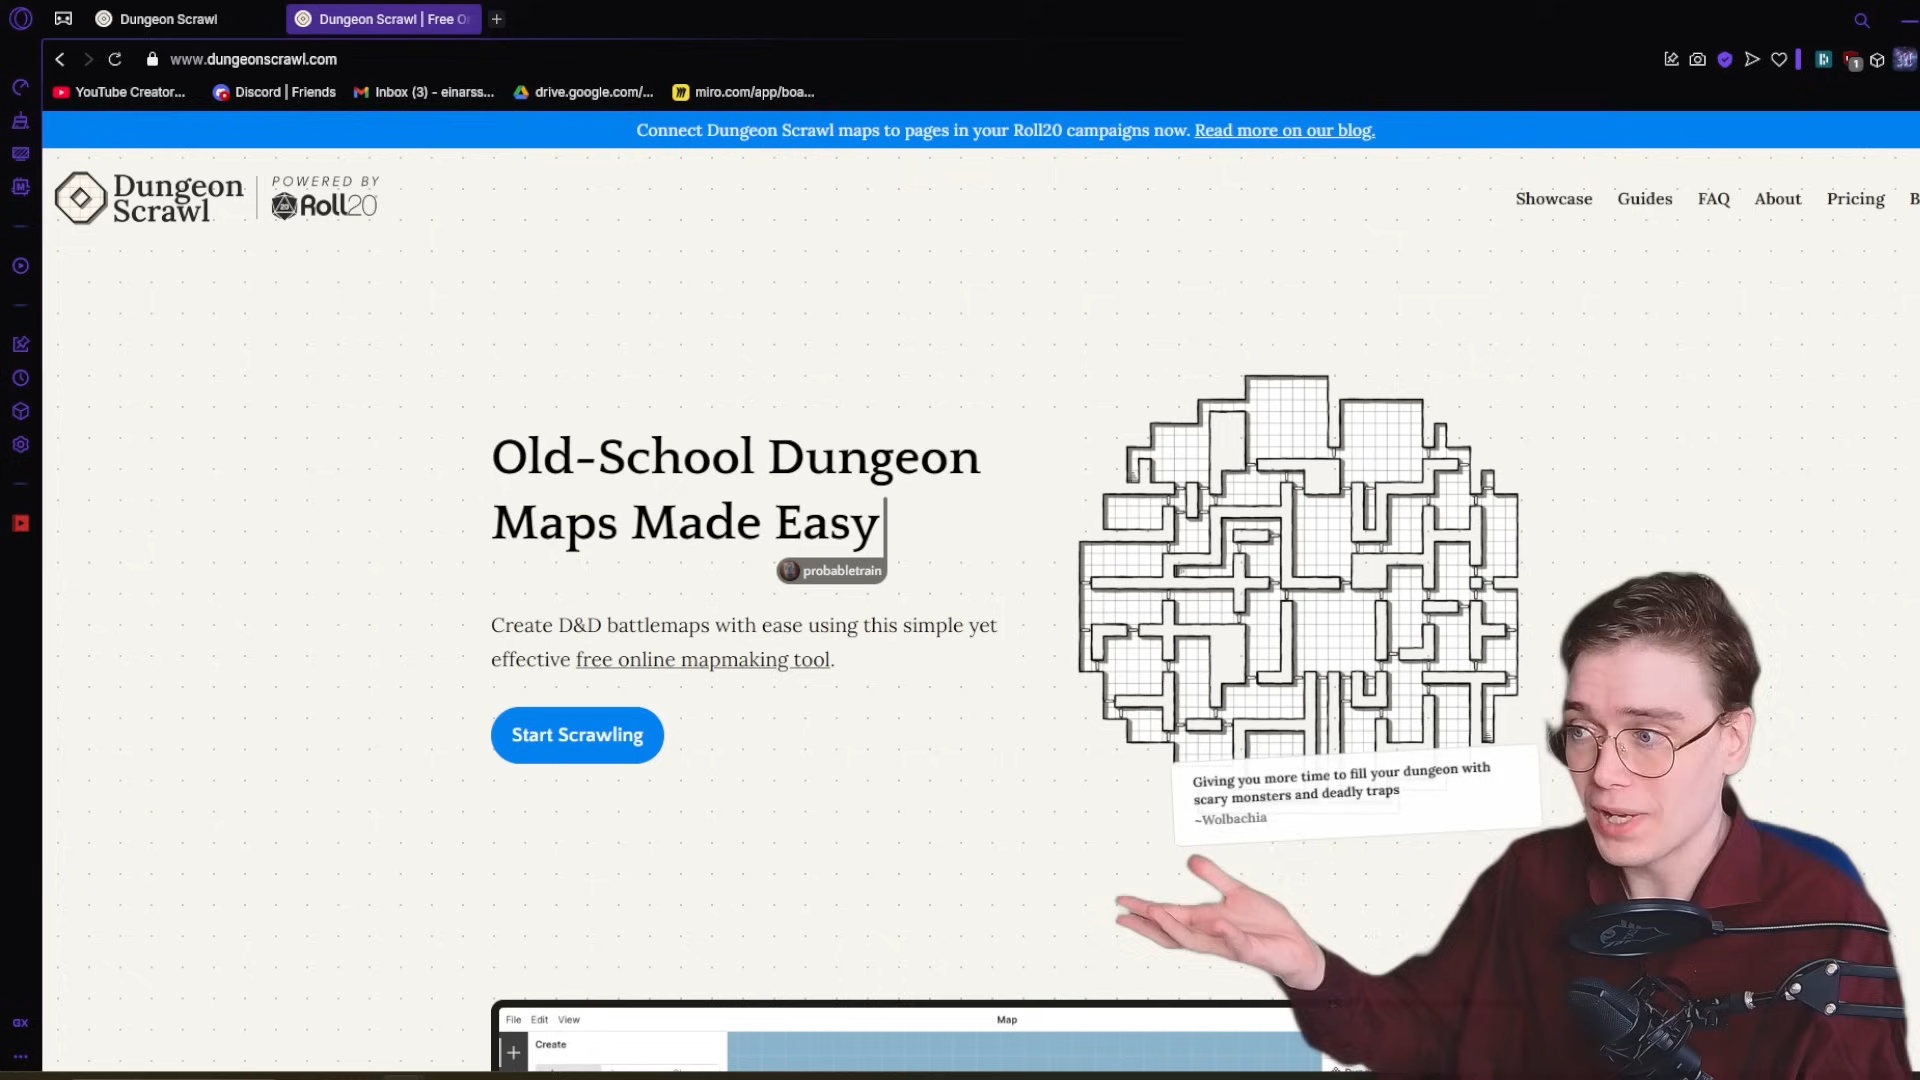 Dungeon Scrawl
Dungeon Scrawl | Free O
www.dungeonscrawl.com
1
YouTube Creator...
Discord | Friends
Inbox (3) - einarss...
drive.google.com/...
miro.com/app/boa...
Connect Dungeon Scrawl maps to pages in your Roll20 campaigns now. Read more on our blog.
Dungeon
Scrawl
POWERED BY
Roll20
Showcase
Guides
FAQ
About
Pricing
B
Old-School Dungeon
Maps Made Easy
probabletrain
Create D&D battlemaps with ease using this simple yet
effective free online mapmaking tool.
Start Scrawling
Giving you more time to fill your dungeon with
scary monsters and deadly traps
~Wolbachia
File Edit View
Map
Create
GX